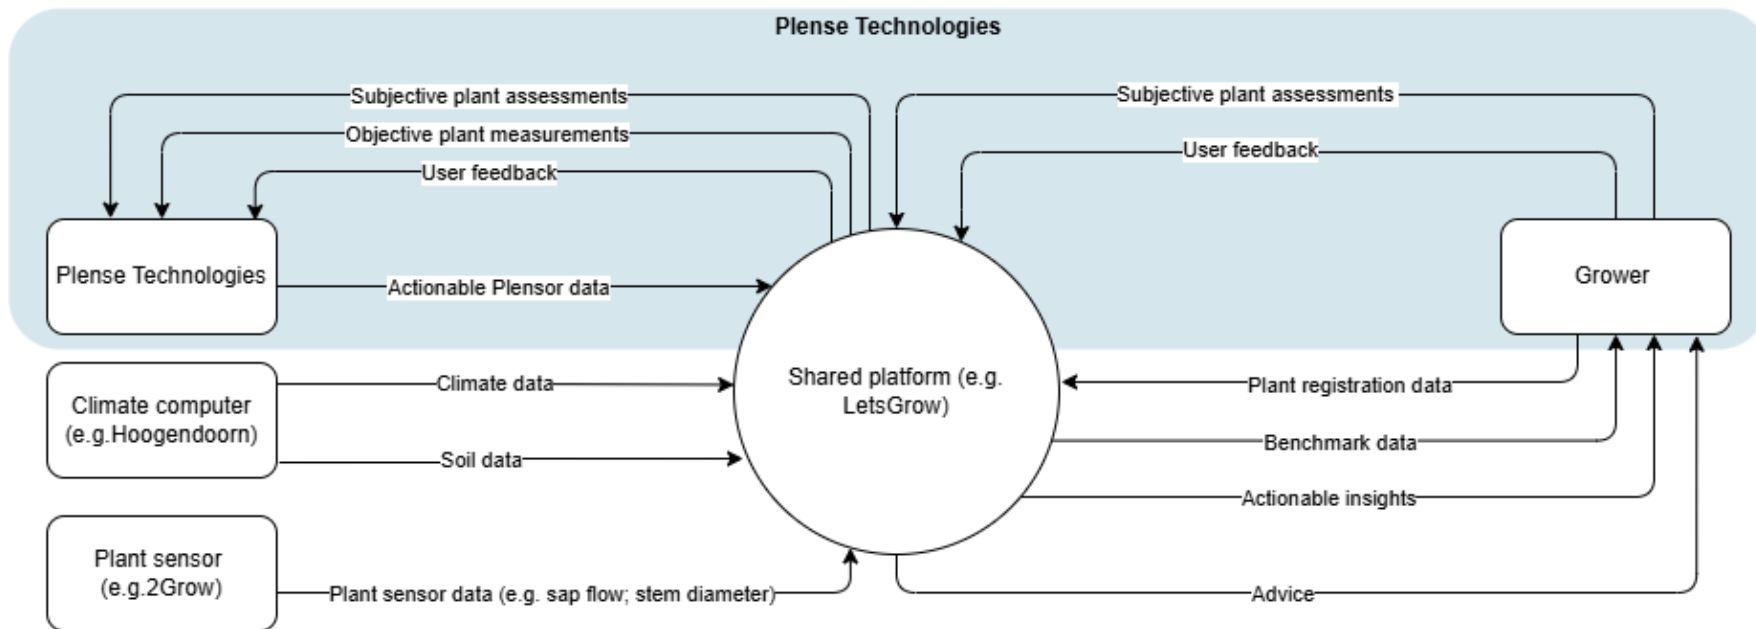 Plense Technologies
Subjective plant assessments
Subjective plant assessments
Objective plant measurements
User feedback
User feedback
Plense Technologies
Actionable Plensor data
Grower
Shared platform (e.g.
LetsGrow)
Climate computer
(e.g.Hoogendoorn)
Climate data
Soil data
Plant registration data
Benchmark data
Actionable insights
Plant sensor
(e.g.2Grow)
Plant sensor data (e.g. sap flow; stem diameter)
Advice